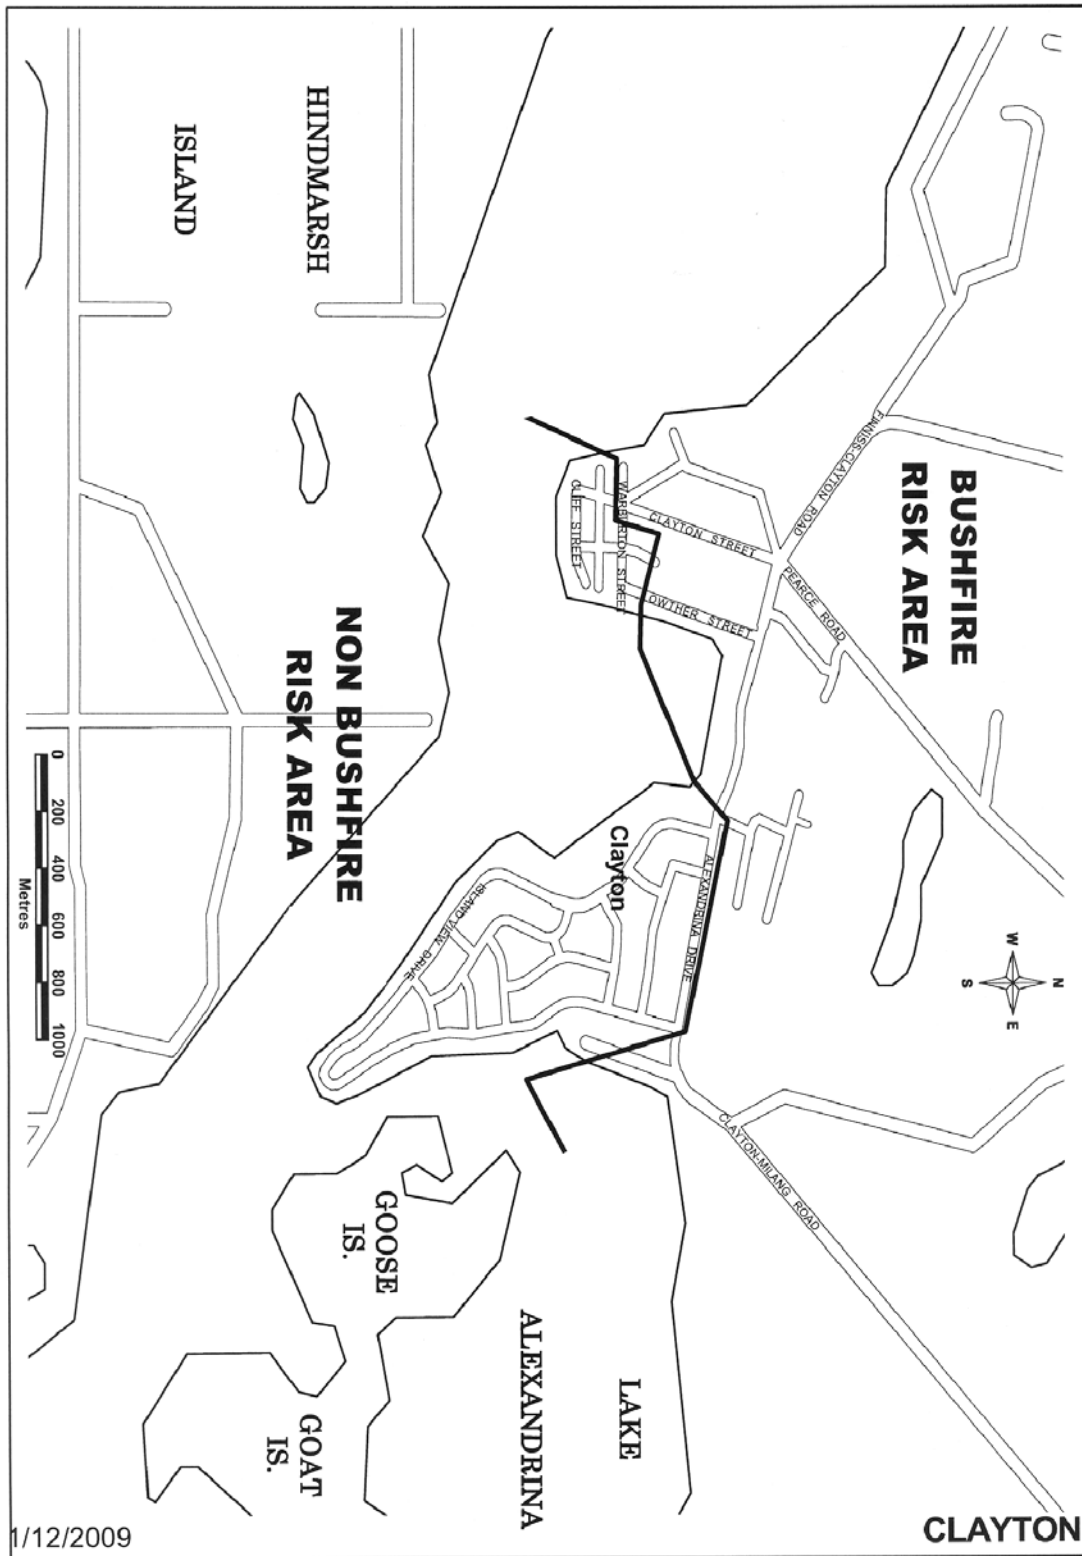 HINDMARSH
ISLAND
BUSHFIRE
RISK AREA
FINNISS-CLAYTON ROAD
CLAYTON STREET
PEARCE ROAD
WARBURTON STREET
CLIFF STREET
LOWTHER STREET
NON BUSHFIRE
RISK AREA
Clayton
ALEXANDRINA DRIVE
ISLAND VIEW DRIVE
CLAYTON-MILANG ROAD
N
W
E
S
0 200 400 600 800 1000
Metres
GOOSE
IS.
LAKE
ALEXANDRINA
GOAT
IS.
1/12/2009
CLAYTON